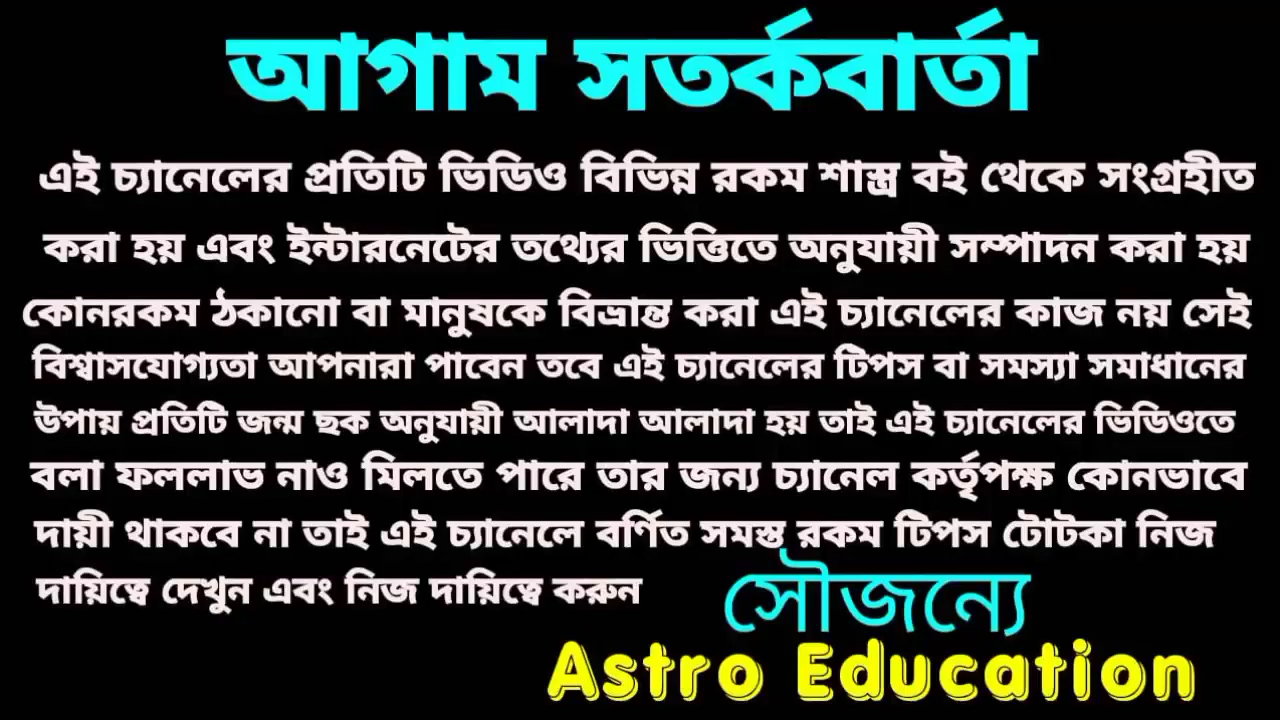 আগাম সতর্কবার্তা
এই চ্যানেলের প্রতিটি ভিডিও বিভিন্ন রকম শাস্ত্র বই থেকে সংগ্রহীত
করা হয় এবং ইন্টারনেটের তথ্যের ভিত্তিতে অনুযায়ী সম্পাদন করা হয়
কোনরকম ঠকানো বা মানুষকে বিভ্রান্ত করা এই চ্যানেলের কাজ নয় সেই
বিশ্বাসযোগ্যতা আপনারা পাবেন তবে এই চ্যানেলের টিপস বা সমস্যা সমাধানের
উপায় প্রতিটি জন্ম ছক অনুযায়ী আলাদা আলাদা হয় তাই এই চ্যানেলের ভিডিওতে
বলা ফললাভ নাও মিলতে পারে তার জন্য চ্যানেল কর্তৃপক্ষ কোনভাবে
দায়ী থাকবে না তাই এই চ্যানেলে বর্ণিত সমস্ত রকম টিপস টোটকা নিজ
দায়িত্বে দেখুন এবং নিজ দায়িত্বে করুন
সৌজন্যে
Astro Education